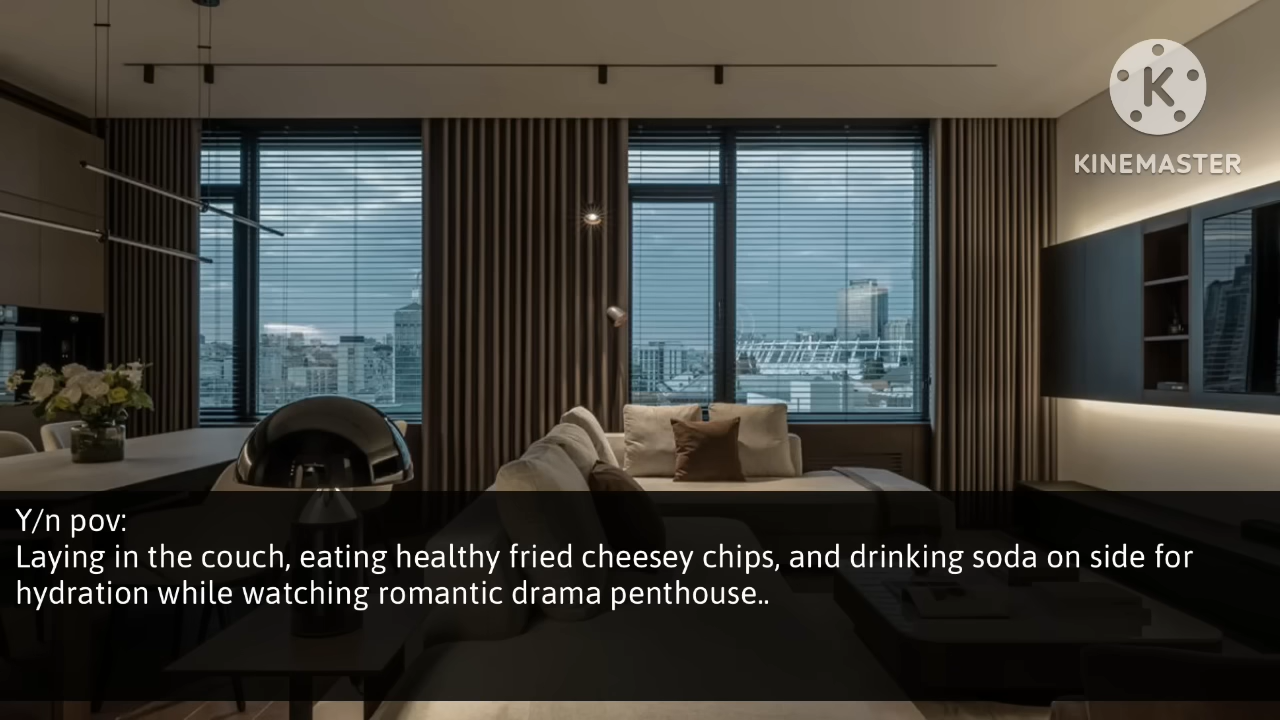 K
KINEMASTER
Y/n pov:
Laying in the couch, eating healthy fried cheesey chips, and drinking soda on side for
hydration while watching romantic drama penthouse..